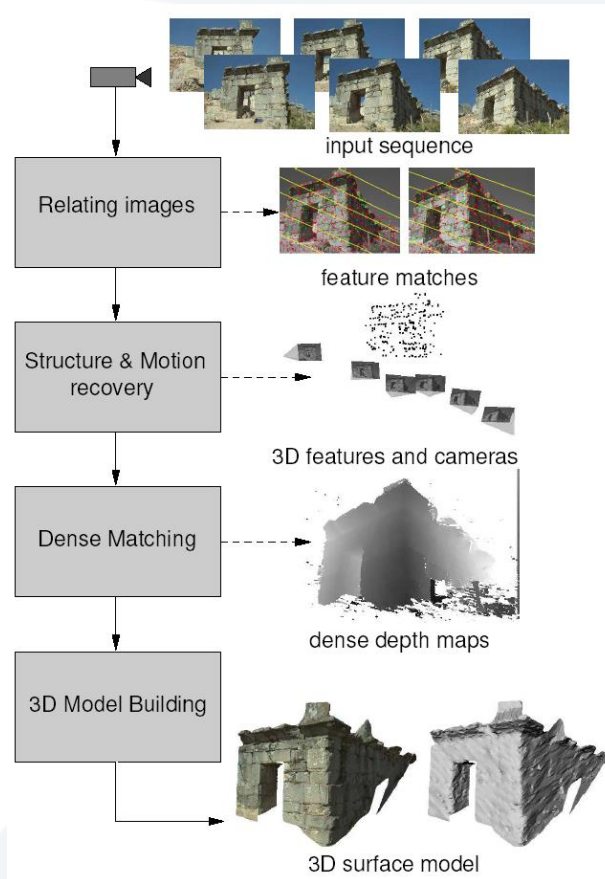 input sequence
Relating images
feature matches
Structure & Motion
recovery
3D features and cameras
Dense Matching
dense depth maps
3D Model Building
3D surface model